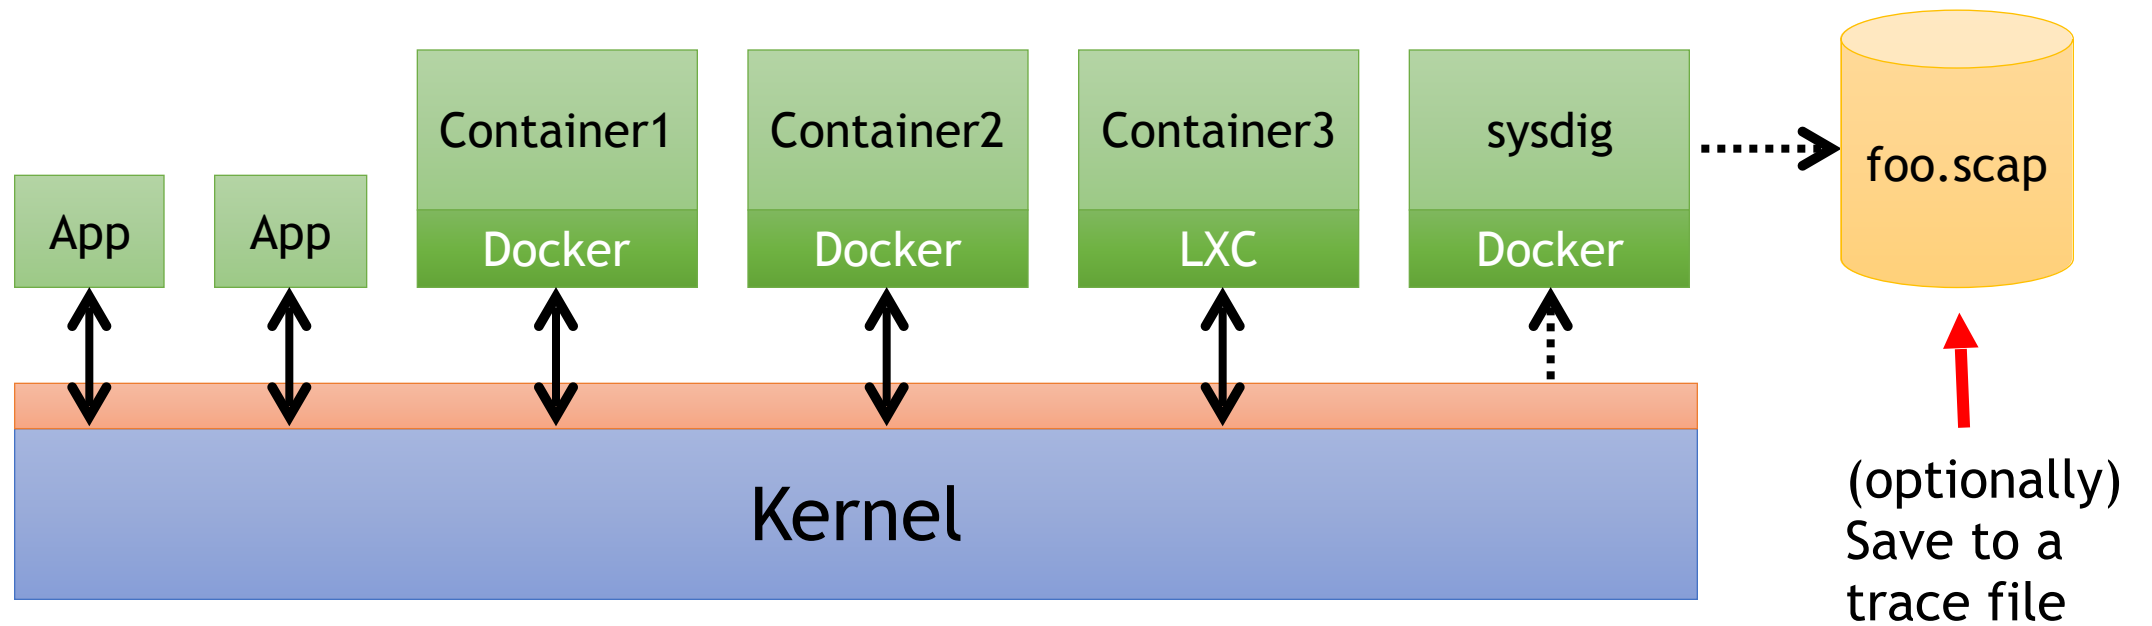 App
App
Container1
Docker
Container2
Docker
Container3
LXC
sysdig
Docker
foo.scap
Kernel
(optionally)
Save to a
trace file